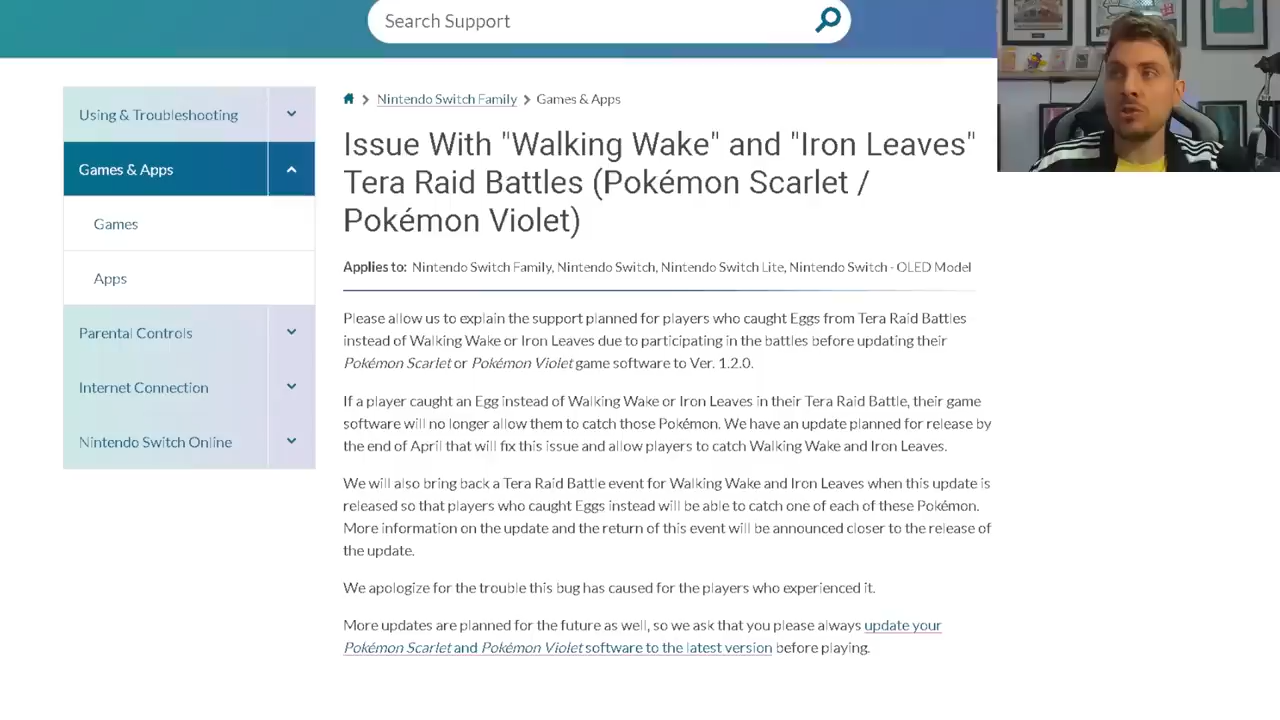 Search Support
Using & Troubleshooting
Games & Apps
Games
Apps
Parental Controls
Internet Connection
Nintendo Switch Online
Nintendo Switch Family
Games & Apps
Issue With "Walking Wake" and "Iron Leaves"
Tera Raid Battles (Pokémon Scarlet /
Pokémon Violet)
Applies to: Nintendo Switch Family, Nintendo Switch, Nintendo Switch Lite, Nintendo Switch - OLED Model
Please allow us to explain the support planned for players who caught Eggs from Tera Raid Battles
instead of Walking Wake or Iron Leaves due to participating in the battles before updating their
Pokémon Scarlet or Pokémon Violet game software to Ver. 1.2.0.
If a player caught an Egg instead of Walking Wake or Iron Leaves in their Tera Raid Battle, their game
software will no longer allow them to catch those Pokémon. We have an update planned for release by
the end of April that will fix this issue and allow players to catch Walking Wake and Iron Leaves.
We will also bring back a Tera Raid Battle event for Walking Wake and Iron Leaves when this update is
released so that players who caught Eggs instead will be able to catch one of each of these Pokémon.
More information on the update and the return of this event will be announced closer to the release of
the update.
We apologize for the trouble this bug has caused for the players who experienced it.
More updates are planned for the future as well, so we ask that you please always update your
Pokémon Scarlet and Pokémon Violet software to the latest version before playing.